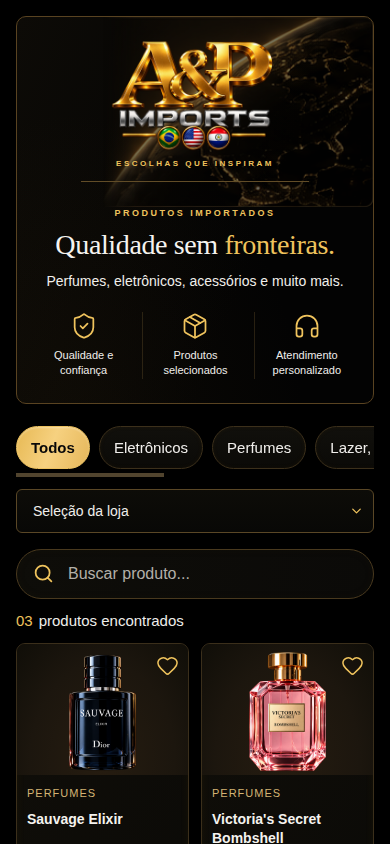 A&P
IMPORTS
ESCOLHAS QUE INSPIRAM
PRODUTOS IMPORTADOS
Qualidade sem fronteiras.
Perfumes, eletrônicos, acessórios e muito mais.
Qualidade e
confiança
Produtos
selecionados
Atendimento
personalizado
Todos
Eletrônicos
Perfumes
Lazer,
Seleção da loja
Buscar produto...
03 produtos encontrados
SAUVAGE
Dior
VICTORIA'S
SECRET
BOMBSHELL
PERFUMES
Sauvage Elixir
PERFUMES
Victoria's Secret
Bombshell